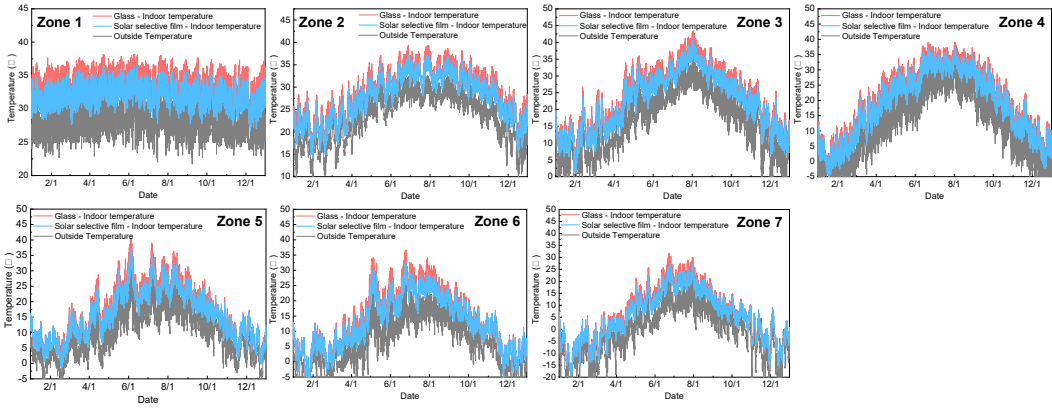 Zone 1
Glass - Indoor temperature
Solar selective film - Indoor temperature
Outside Temperature
Temperature (□)
45
40
35
30
25
20
2/1 4/1 6/1 8/1 10/1 12/1
Date
Zone 2
Glass - Indoor temperature
Solar selective film - Indoor temperature
Outside Temperature
Temperature (□)
50
45
40
35
30
25
20
15
10
2/1 4/1 6/1 8/1 10/1 12/1
Date
Zone 3
Glass - Indoor temperature
Solar selective film - Indoor temperature
Outside Temperature
Temperature (□)
50
45
40
35
30
25
20
15
10
5
0
2/1 4/1 6/1 8/1 10/1 12/1
Date
Zone 4
Glass - Indoor temperature
Solar selective film - Indoor temperature
Outside Temperature
Temperature (□)
50
45
40
35
30
25
20
15
10
5
0
-5
2/1 4/1 6/1 8/1 10/1 12/1
Date
Zone 5
Glass - Indoor temperature
Solar selective film - Indoor temperature
Outside Temperature
Temperature (□)
50
45
40
35
30
25
20
15
10
5
0
-5
2/1 4/1 6/1 8/1 10/1 12/1
Date
Zone 6
Glass - Indoor temperature
Solar selective film - Indoor temperature
Outside Temperature
Temperature (□)
50
45
40
35
30
25
20
15
10
5
0
-5
2/1 4/1 6/1 8/1 10/1 12/1
Date
Zone 7
Glass - Indoor temperature
Solar selective film - Indoor temperature
Outside Temperature
Temperature (□)
50
45
40
35
30
25
20
15
10
5
0
-5
-10
-15
-20
2/1 4/1 6/1 8/1 10/1 12/1
Date